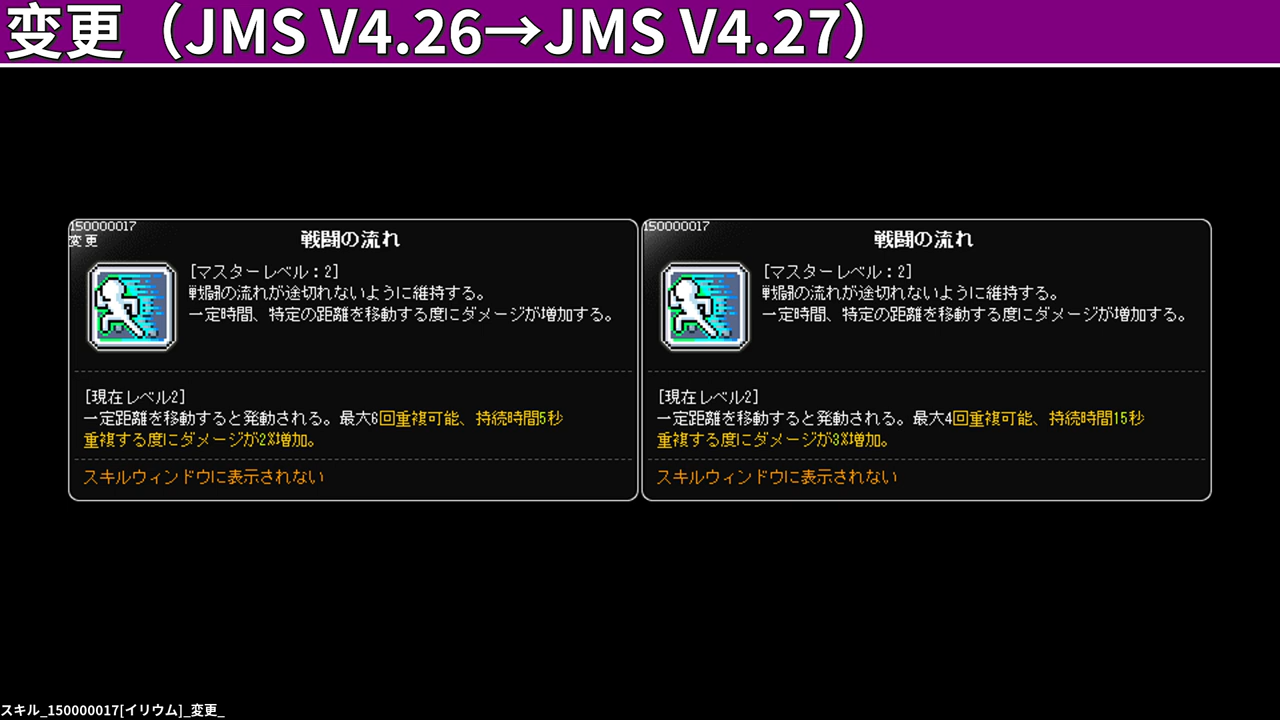 変更（JMS V4.26→JMS V4.27）
150000017
変更
戦闘の流れ
[マスターレベル：2]
戦闘の流れが途切れないように維持する。
一定時間、特定の距離を移動する度にダメージが増加する。
[現在レベル2]
一定距離を移動すると発動される。最大6回重複可能、持続時間5秒
重複する度にダメージが2%増加。
スキルウィンドウに表示されない
150000017
戦闘の流れ
[マスターレベル：2]
戦闘の流れが途切れないように維持する。
一定時間、特定の距離を移動する度にダメージが増加する。
[現在レベル2]
一定距離を移動すると発動される。最大4回重複可能、持続時間15秒
重複する度にダメージが3%増加。
スキルウィンドウに表示されない
スキル_150000017[イリウム]_変更_